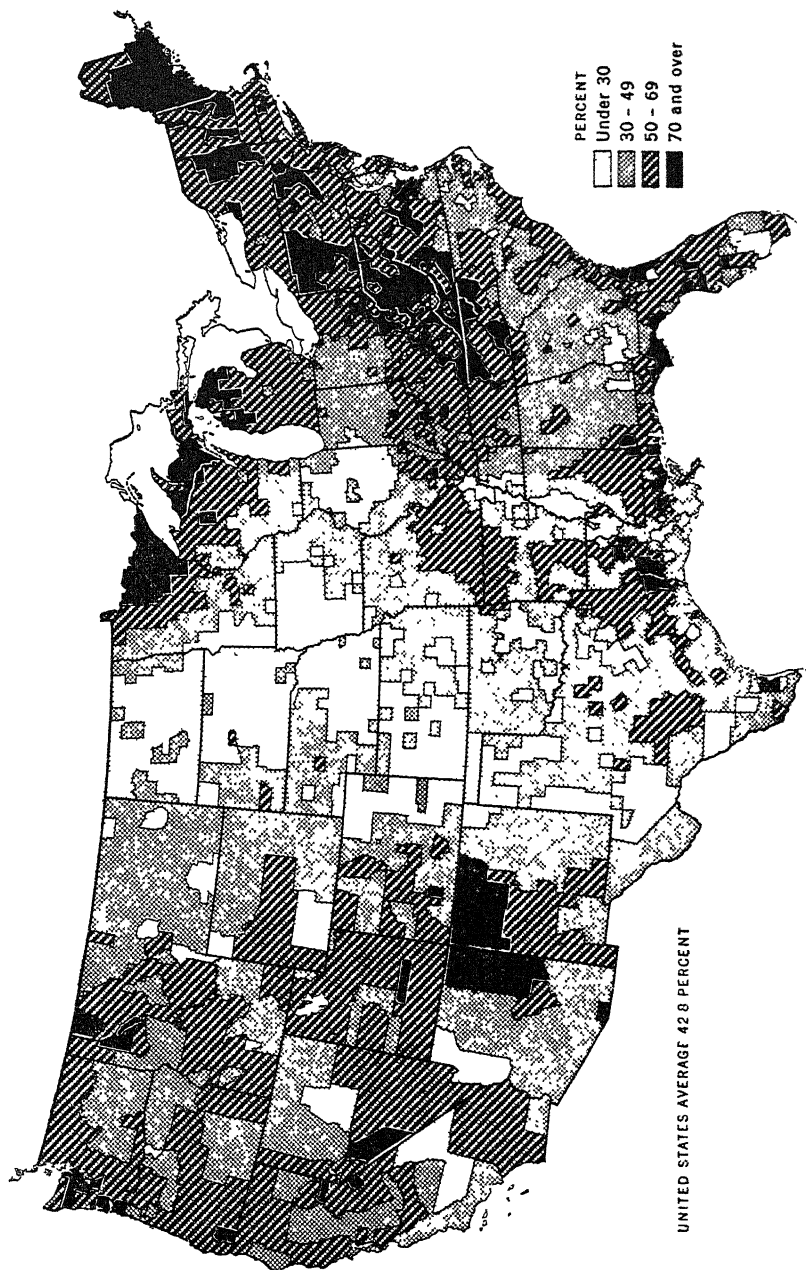 PERCENT
Under 30
30 - 49
50 - 69
70 and over
UNITED STATES AVERAGE 42.8 PERCENT